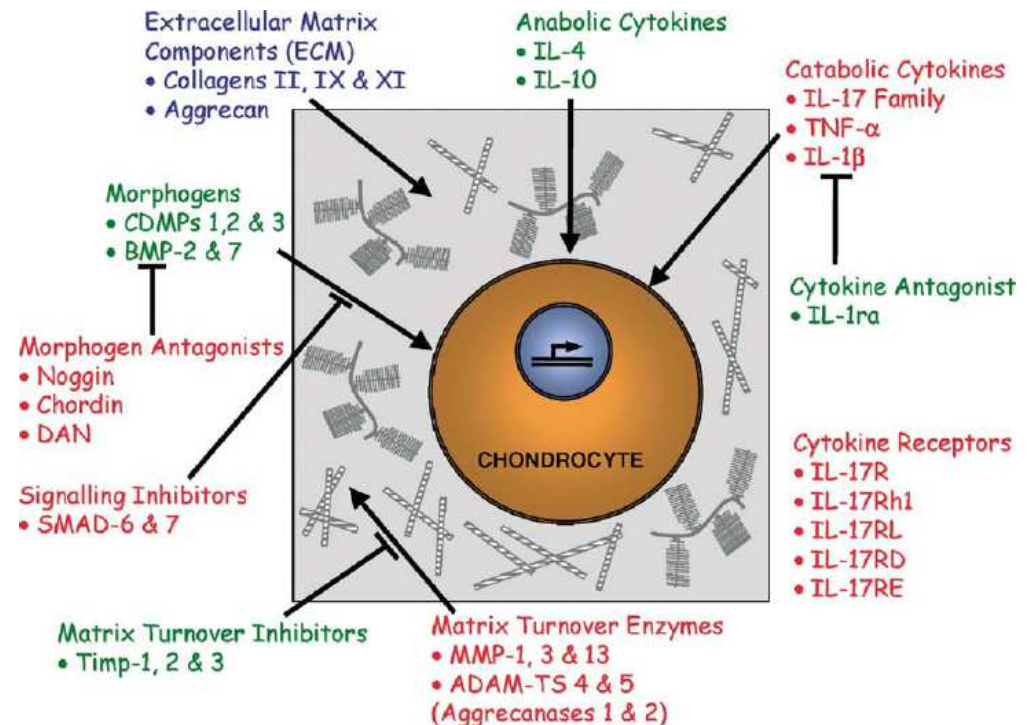 Extracellular Matrix
Components (ECM)
• Collagens II, IX & XI
• Aggrecan
Anabolic Cytokines
• IL-4
• IL-10
Catabolic Cytokines
• IL-17 Family
• TNF-α
• IL-1β
Morphogens
• CDMPs 1,2 & 3
• BMP-2 & 7
Cytokine Antagonist
• IL-1ra
Morphogen Antagonists
• Noggin
• Chordin
• DAN
CHONDROCYTE
Cytokine Receptors
• IL-17R
• IL-17Rh1
• IL-17RL
• IL-17RD
• IL-17RE
Signalling Inhibitors
• SMAD-6 & 7
Matrix Turnover Inhibitors
• Timp-1, 2 & 3
Matrix Turnover Enzymes
• MMP-1, 3 & 13
• ADAM-TS 4 & 5
(Aggrecanases 1 & 2)